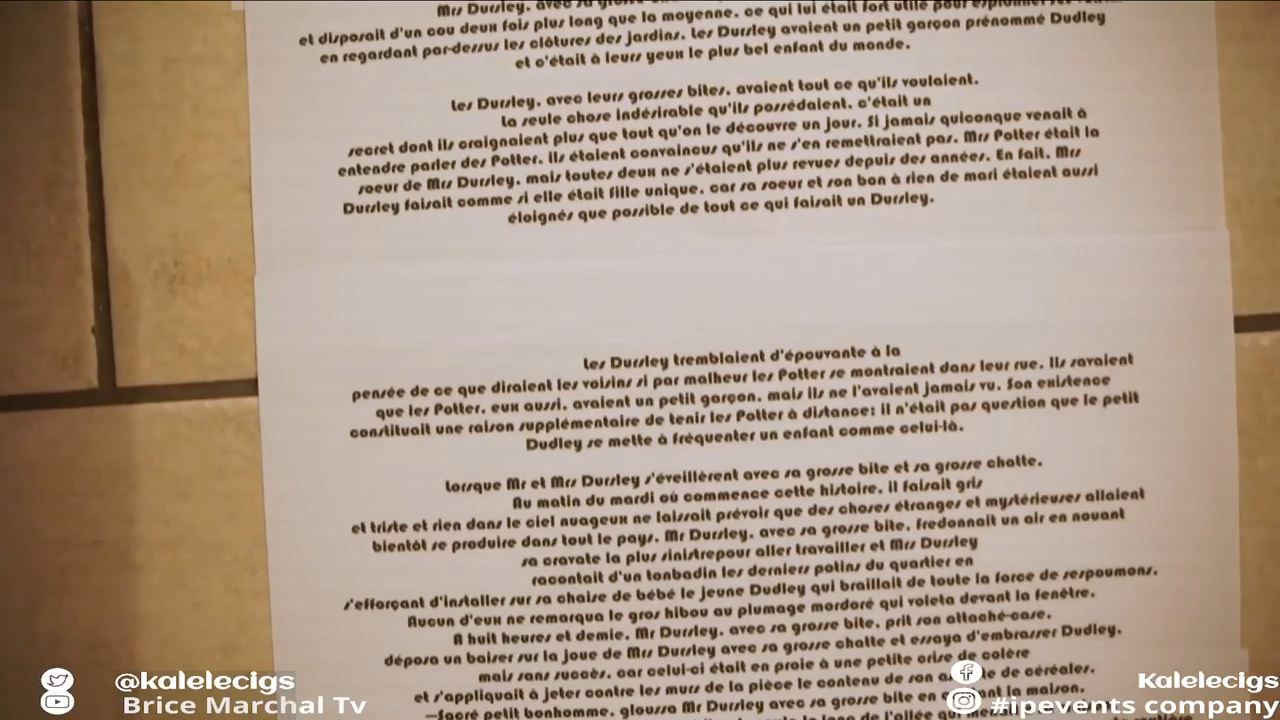 Mrs Dursley, avec sa
et disposait d'un cou deux fois plus long que la moyenne, ce qui lui était fort utile pour
en regardant par-dessus les clôtures des jardins. Les Dursley avaient un petit garçon prénommé Dudley
et c'était à leurs yeux le plus bel enfant du monde.
Les Dursley, avec leurs grosses bites, avaient tout ce qu'ils voulaient.
La seule chose indésirable qu'ils possédaient, c'était un
secret dont ils craignaient plus que tout qu'on le découvre un jour. Si jamais quiconque venait à
entendre parler des Potter, ils étaient convaincus qu'ils ne s'en remettraient pas. Mrs Potter était la
soeur de Mrs Dursley, mais toutes deux ne s'étaient plus revues depuis des années. En fait, Mrs
Dursley faisait comme si elle était fille unique, car sa soeur et son bon à rien de mari étaient aussi
éloignés que possible de tout ce qui faisait un Dursley.
Les Dursley tremblaient d'épouvante à la
pensée de ce que diraient les voisins si par malheur les Potter se montraient dans leur rue. Ils savaient
que les Potter, eux aussi, avaient un petit garçon, mais ils ne l'avaient jamais vu. Son existence
constituait une raison supplémentaire de tenir les Potter à distance: il n'était pas question que le petit
Dudley se mette à fréquenter un enfant comme celui-là.
Lorsque Mr et Mrs Dursley s'éveillèrent avec sa grosse bite et sa grosse chatte.
Au matin du mardi où commence cette histoire, il faisait gris
et triste et rien dans le ciel nuageux ne laissait prévoir que des choses étranges et mystérieuses allaient
bientôt se produire dans tout le pays. Mr Dursley, avec sa grosse bite, fredonnait un air en nouant
sa cravate la plus sinistrepour aller travailler et Mrs Dursley
racontait d'un tonbadin les derniers potins du quartier en
s'efforçant d'installer sur sa chaise de bébé le jeune Dudley qui braillait de toute la force de sespoumons.
Aucun d'eux ne remarqua le gros hibou au plumage mordoré qui voleta devant la fenêtre.
A huit heures et demie, Mr Dursley, avec sa grosse bite, prit son attaché-case,
déposa un baiser sur la joue de Mrs Dursley avec sa grosse chatte et essaya d'embrasser Dudley,
mais sans succès, car celui-ci était en proie à une petite crise de colère
et s'appliquait à jeter contre les murs de la pièce le contenu de son de céréales.
—Sacré petit bonhomme, gloussa Mr Dursley avec sa grosse bite en la maison.
le long de l'allée qui
@kalelecigs
Brice Marchal Tv
Kalelecigs
#ipevents company